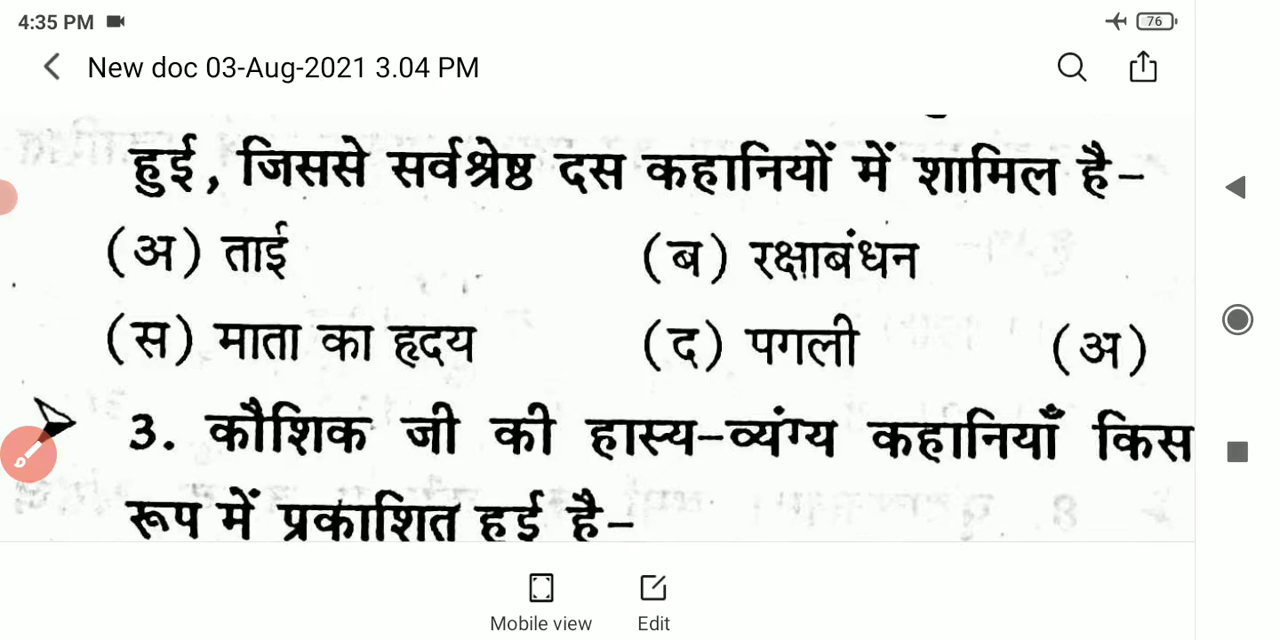 4:35 PM
76
New doc 03-Aug-2021 3.04 PM
हुई, जिससे सर्वश्रेष्ठ दस कहानियों में शामिल है-
(अ) ताई (ब) रक्षाबंधन
(स) माता का हृदय (द) पगली (अ)
3. कौशिक जी की हास्य-व्यंग्य कहानियाँ किस
रूप में प्रकाशित हुई है-
Mobile view
Edit